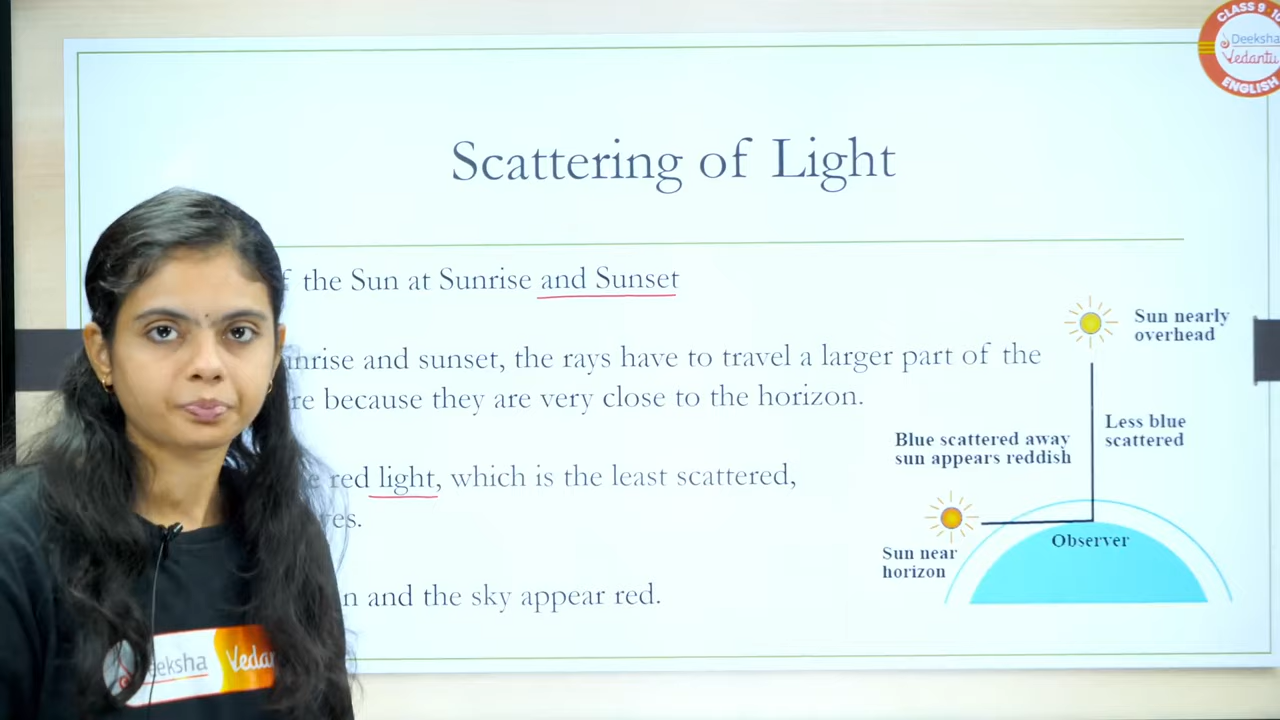 CLASS 9-10
Deeksha
Vedantu
ENGLISH
Scattering of Light
the Sun at Sunrise and Sunset
and sunset, the rays have to travel a larger part of the
because they are very close to the horizon.
red light, which is the least scattered,
and the sky appear red.
Sun nearly
overhead
Less blue
scattered
Blue scattered away
sun appears reddish
Sun near
horizon
Observer
Deeksha